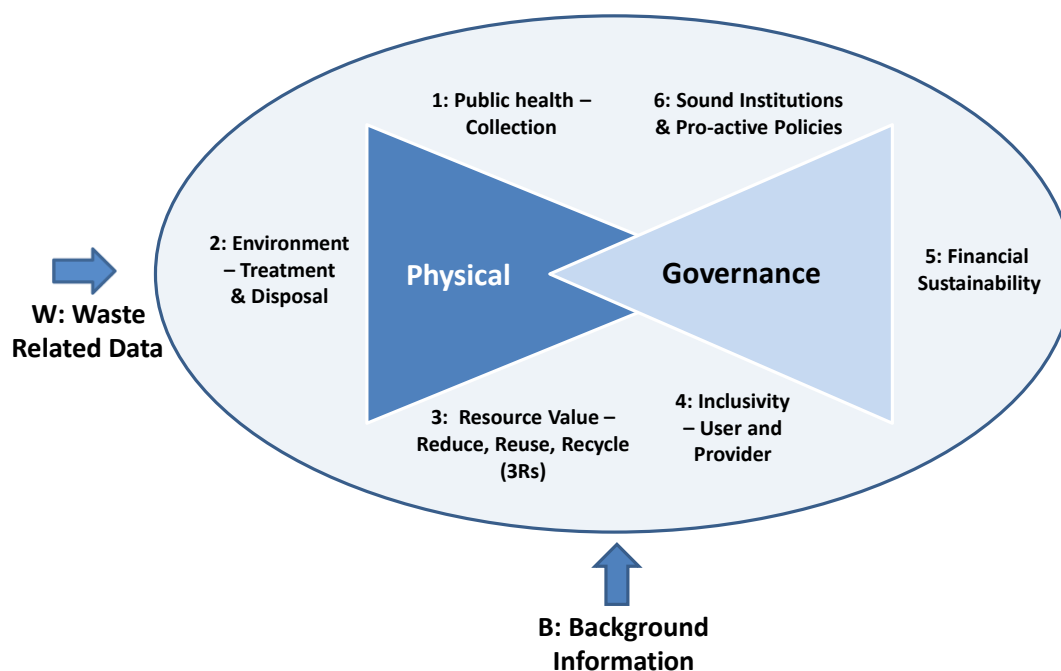 1: Public health –
Collection
6: Sound Institutions
& Pro-active Policies
2: Environment
– Treatment
& Disposal
Physical
Governance
5: Financial
Sustainability
W: Waste
Related Data
3:  Resource Value –
Reduce, Reuse, Recycle
(3Rs)
4: Inclusivity
– User and
Provider
B: Background
Information